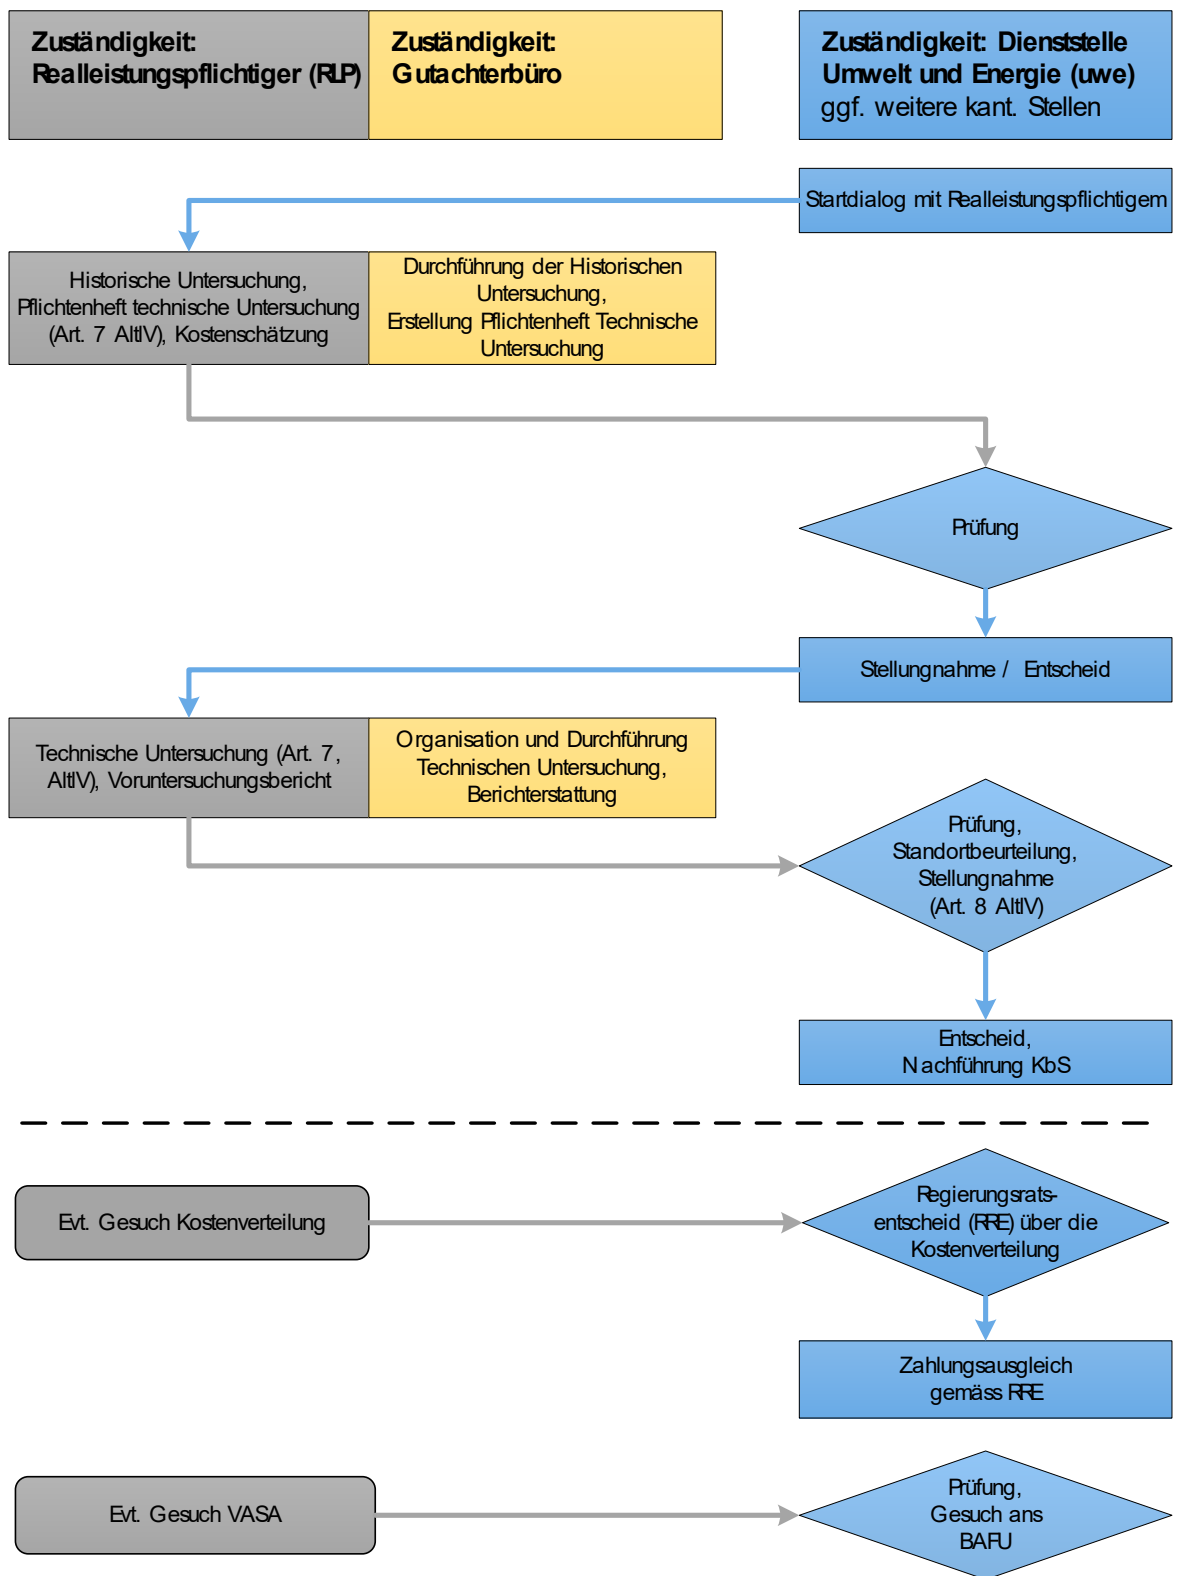 Zuständigkeit:
Realleistungspflichtiger (RLP)
Zuständigkeit:
Gutachterbüro
Zuständigkeit: Dienststelle
Umwelt und Energie (uwe)
ggf. weitere kant. Stellen
Startdialog mit Realleistungspflichtigem
Historische Untersuchung,
Pflichtenheft technische Untersuchung
(Art. 7 AltlV), Kostenschätzung
Durchführung der Historischen
Untersuchung,
Erstellung Pflichtenheft Technische
Untersuchung
Prüfung
Stellungnahme / Entscheid
Technische Untersuchung (Art. 7,
AltlV), Voruntersuchungsbericht
Organisation und Durchführung
Technischen Untersuchung,
Berichterstattung
Prüfung,
Standortbeurteilung,
Stellungnahme
(Art. 8 AltlV)
Entscheid,
Nachführung KbS
Evt. Gesuch Kostenverteilung
Regierungsrats-
entscheid (RRE) über die
Kostenverteilung
Zahlungsausgleich
gemäss RRE
Evt. Gesuch VASA
Prüfung,
Gesuch ans
BAFU